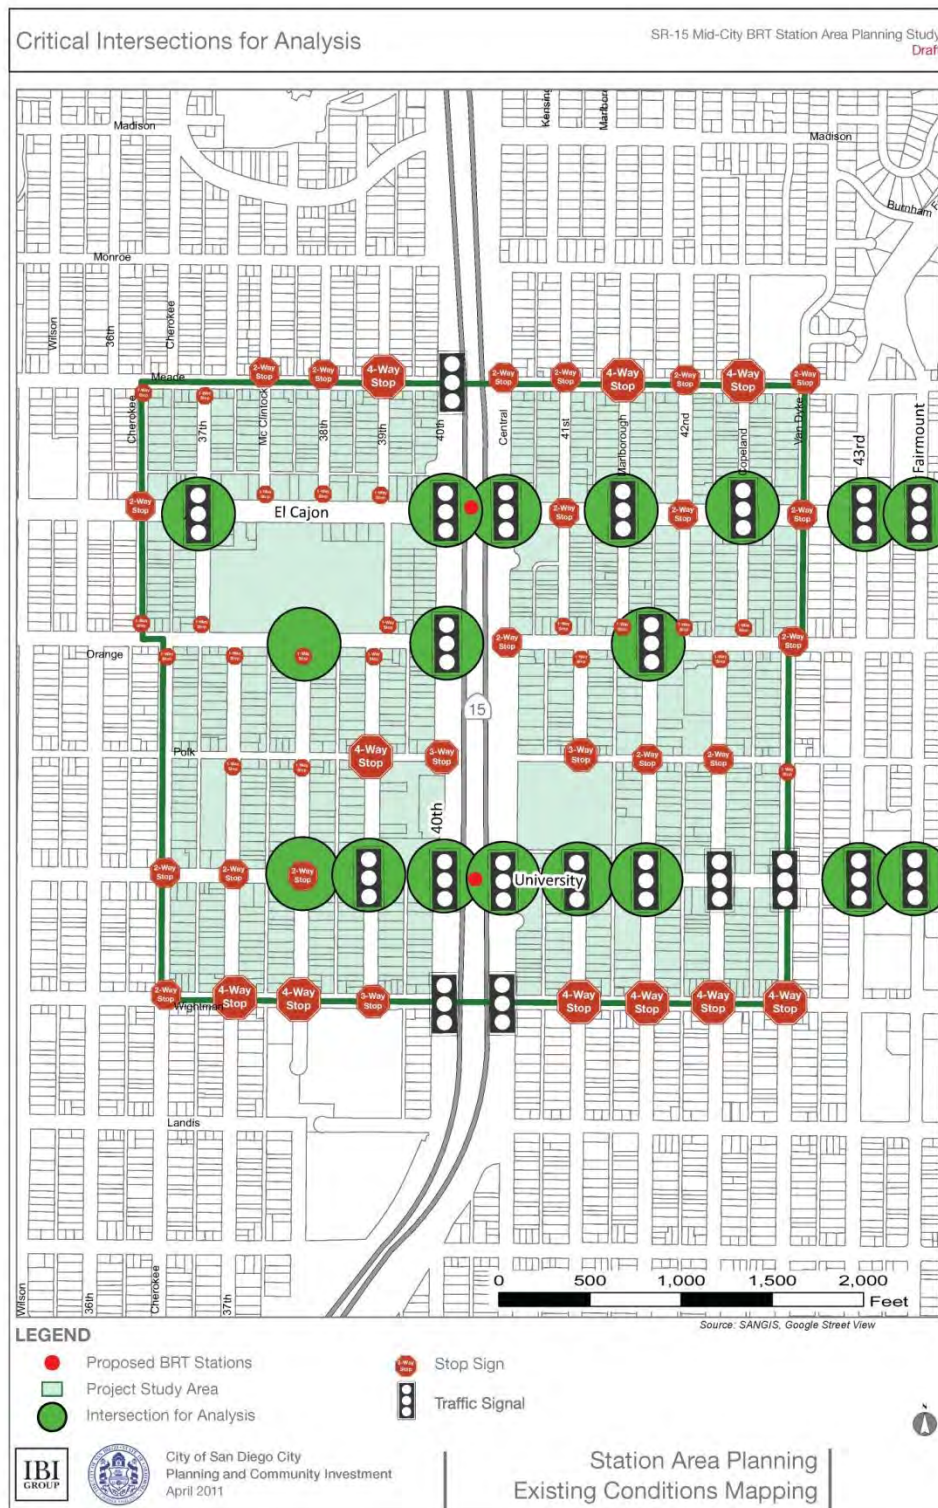 Critical Intersections for Analysis
SR-15 Mid-City BRT Station Area Planning Study
Draf
Madison
Kensin
Marlbor
Madison
Burnham
Monroe
Wilson
36th
Cherokee
Meade
2-Way Stop
2-Way Stop
4-Way Stop
2-Way Stop
2-Way Stop
4-Way Stop
2-Way Stop
4-Way Stop
2-Way Stop
Cherokee
37th
Mc Clintock
38th
39th
40th
Central
41st
Marlborough
42nd
Copeland
Van Dyke
43rd
Fairmount
2-Way Stop
El Cajon
2-Way Stop
2-Way Stop
2-Way Stop
Orange
2-Way Stop
2-Way Stop
15
Polk
4-Way Stop
3-Way Stop
3-Way Stop
2-Way Stop
2-Way Stop
40th
2-Way Stop
2-Way Stop
2-Way Stop
University
2-Way Stop
4-Way Stop
4-Way Stop
3-Way Stop
4-Way Stop
4-Way Stop
4-Way Stop
4-Way Stop
Wightman
Landis
Wilson
36th
Cherokee
37th
0 500 1,000 1,500 2,000
Feet
Source: SANGIS, Google Street View
LEGEND
Proposed BRT Stations
Project Study Area
Intersection for Analysis
Stop Sign
Traffic Signal
N
IBI
GROUP
City of San Diego City
Planning and Community Investment
April 2011
Station Area Planning
Existing Conditions Mapping